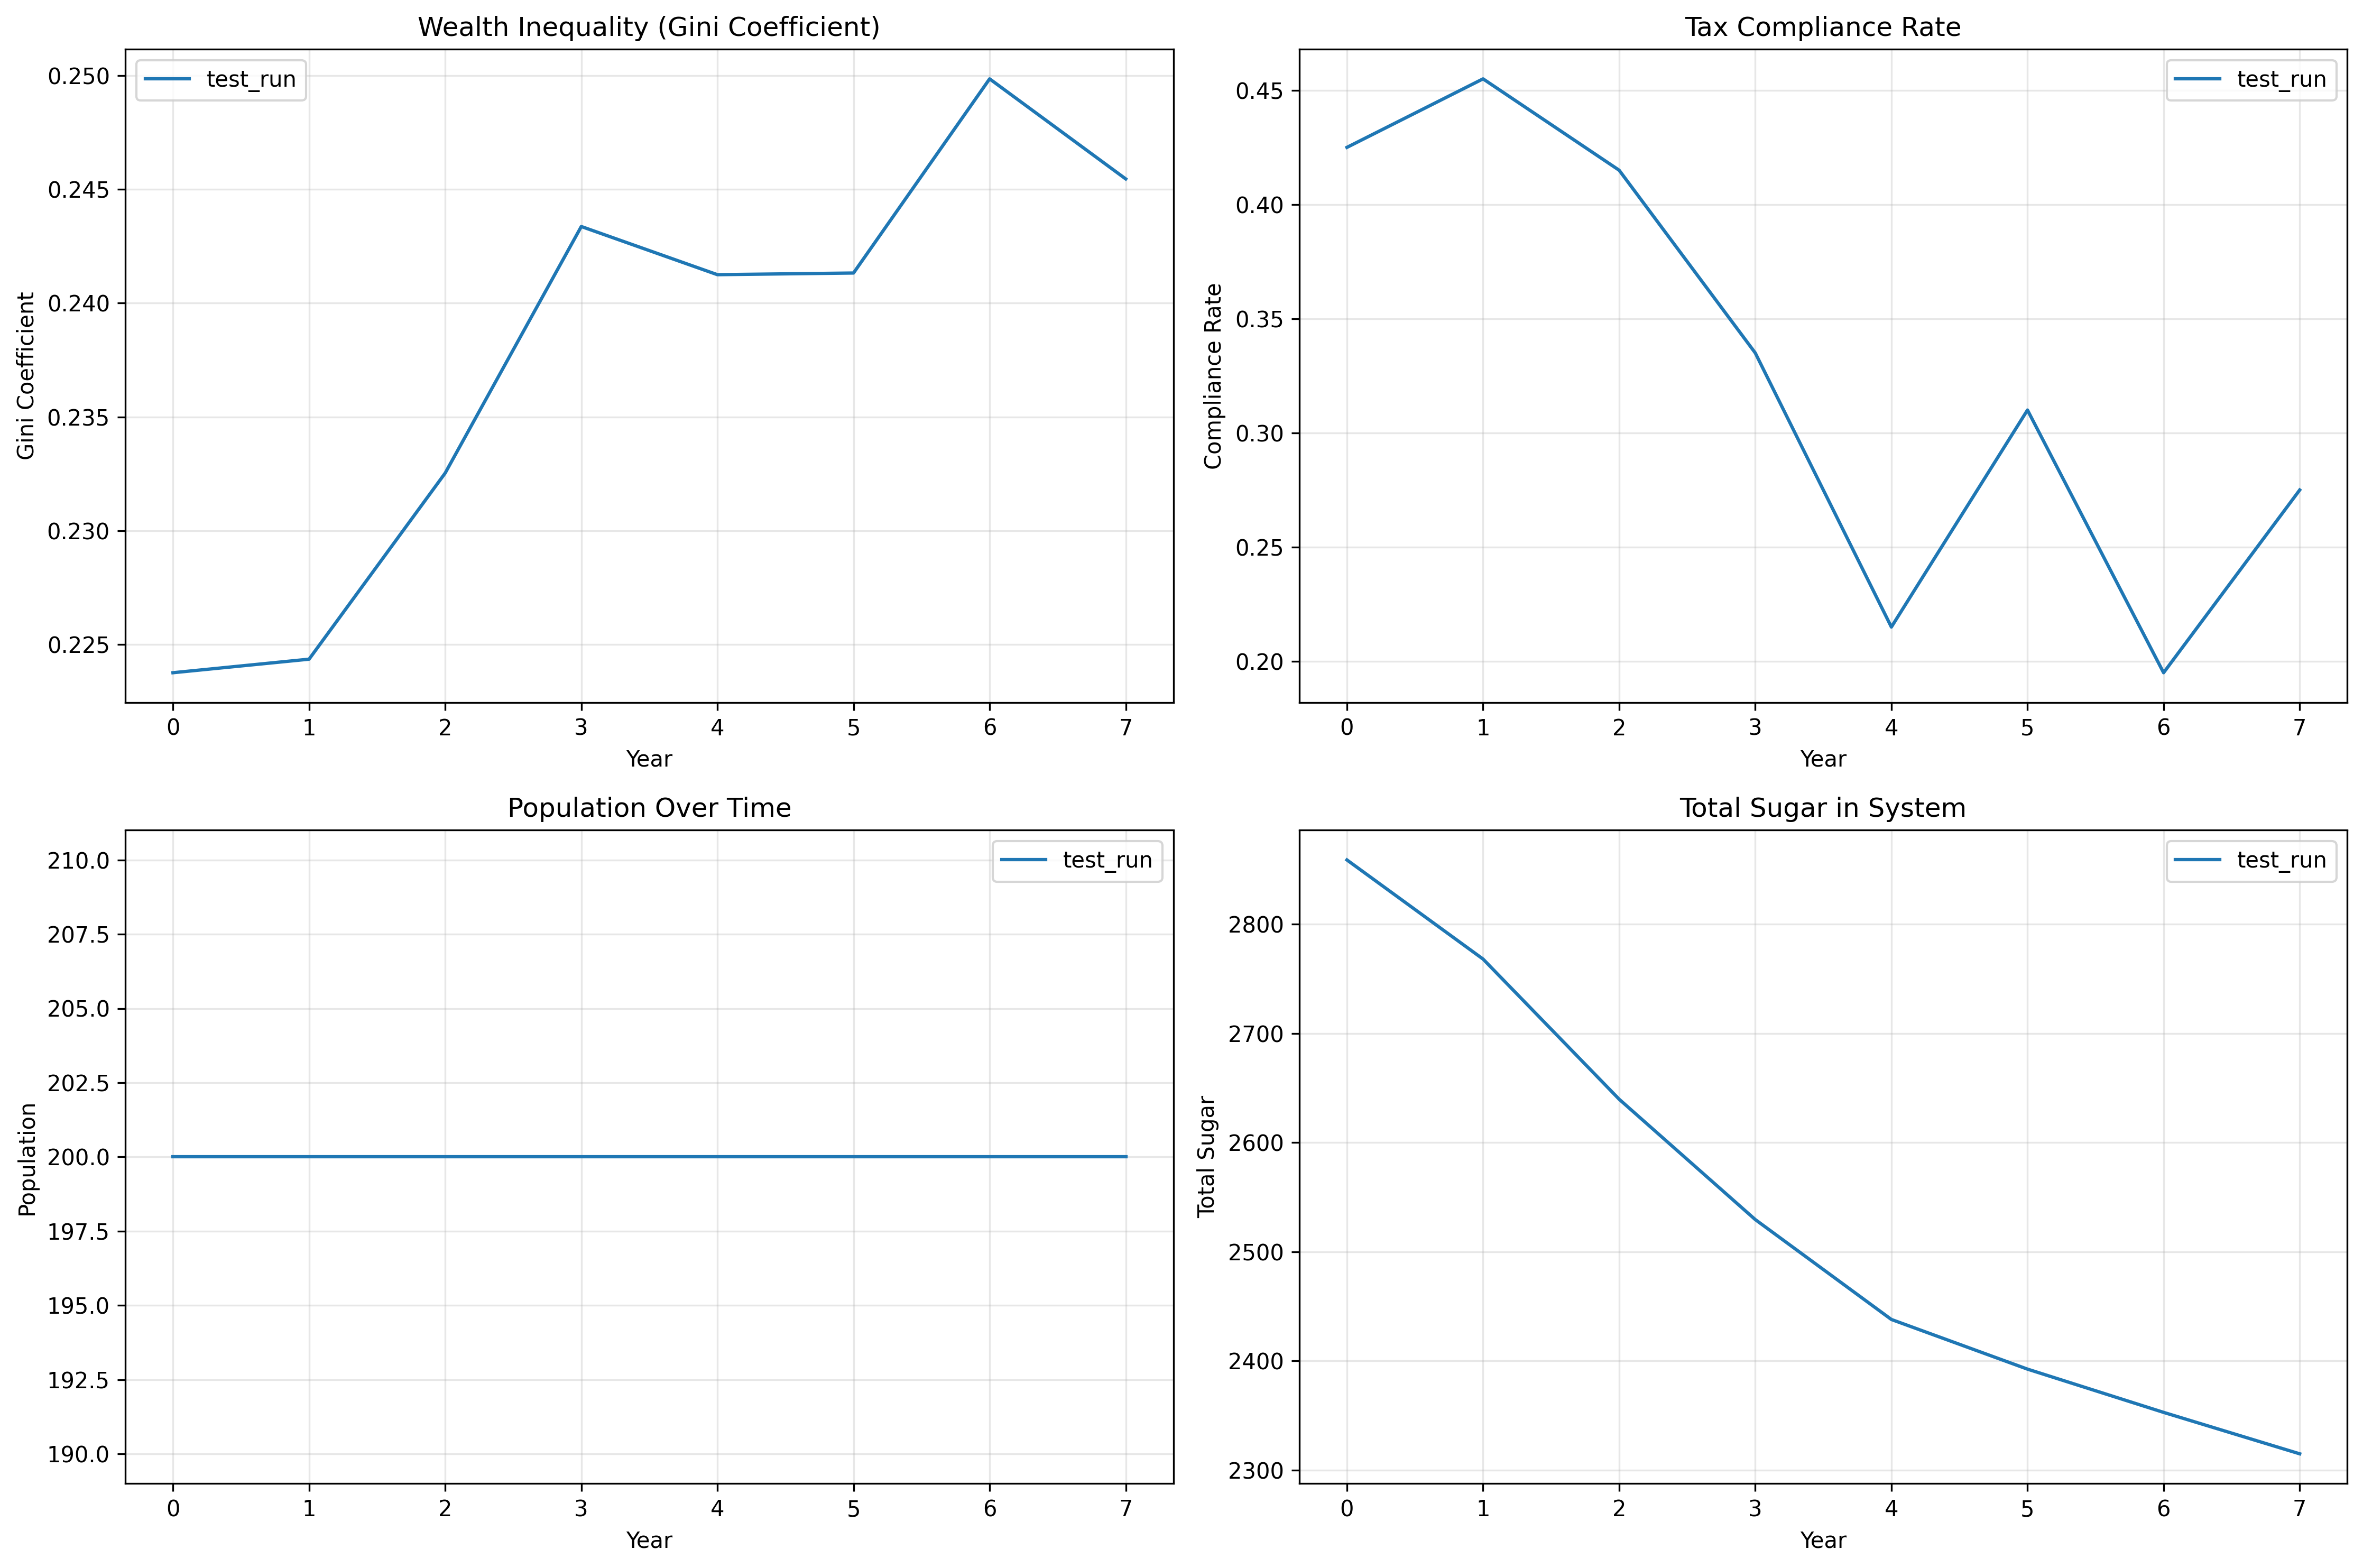 Wealth Inequality (Gini Coefficient)
test_run
0.250
0.245
0.240
0.235
0.230
0.225
Gini Coefficient
0 1 2 3 4 5 6 7
Year
Tax Compliance Rate
test_run
0.45
0.40
0.35
0.30
0.25
0.20
Compliance Rate
0 1 2 3 4 5 6 7
Year
Population Over Time
test_run
210.0
207.5
205.0
202.5
200.0
197.5
195.0
192.5
190.0
Population
0 1 2 3 4 5 6 7
Year
Total Sugar in System
test_run
2800
2700
2600
2500
2400
2300
Total Sugar
0 1 2 3 4 5 6 7
Year